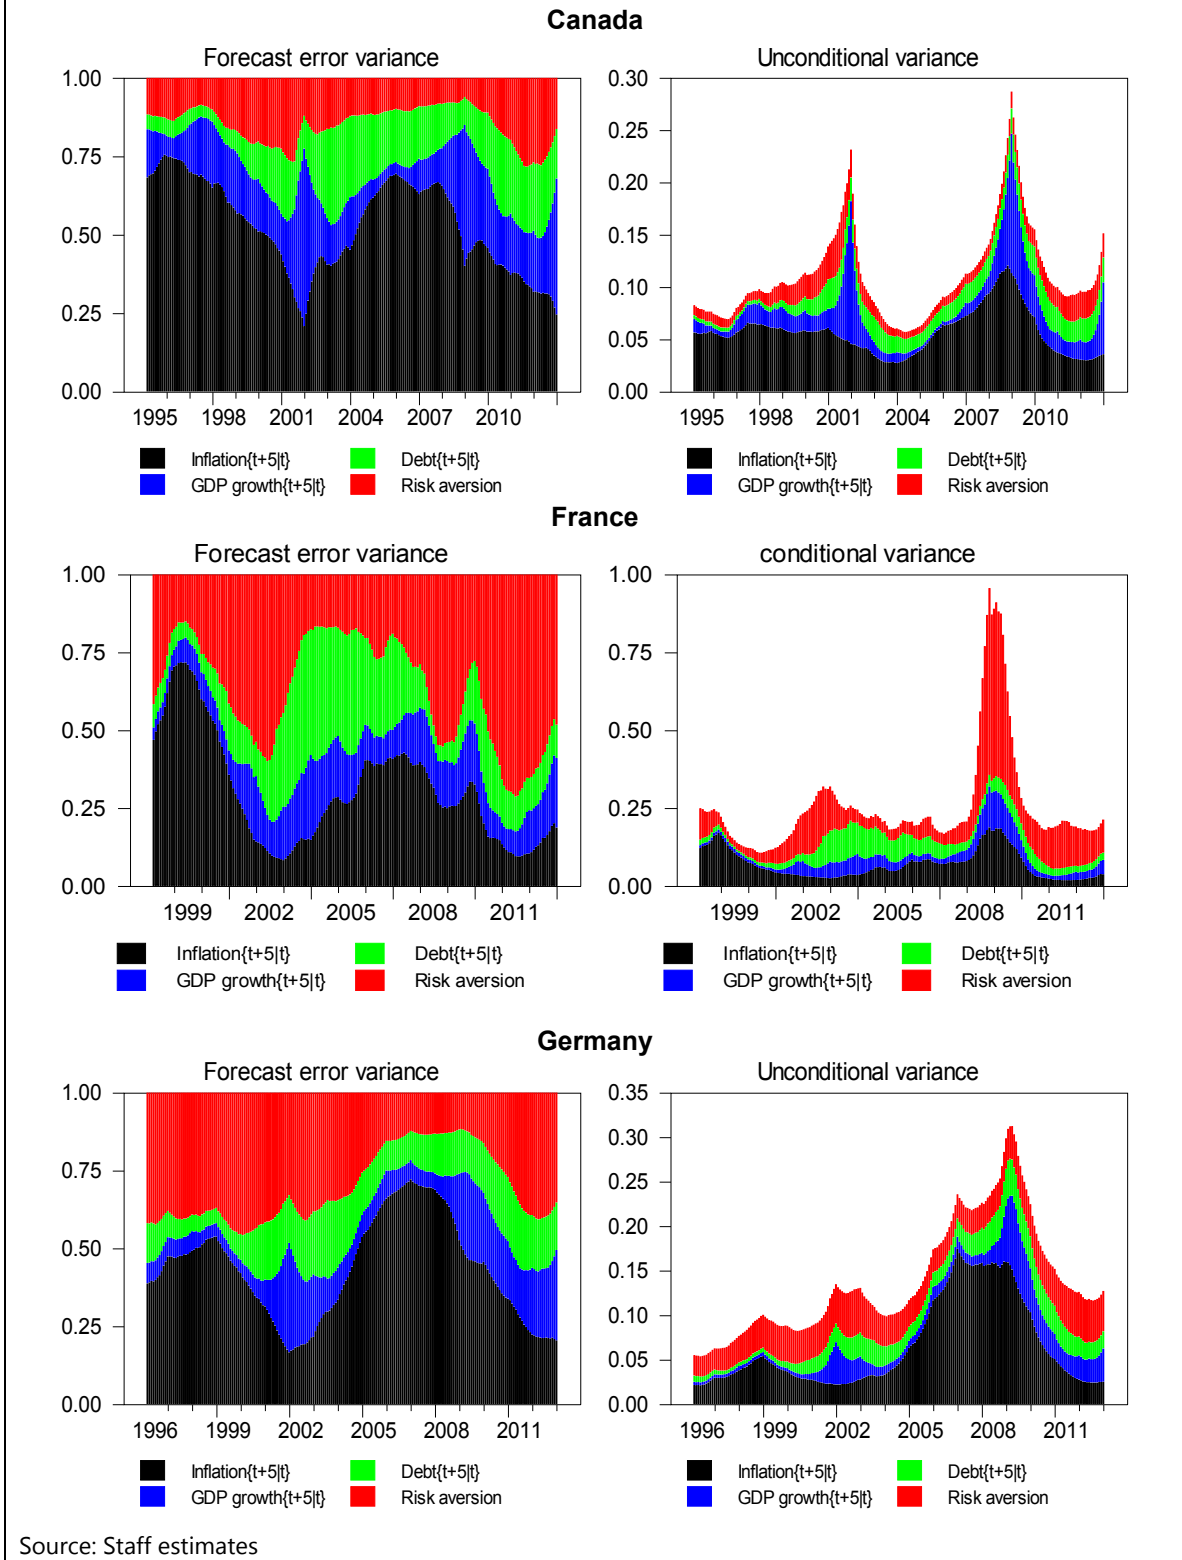 Canada
Forecast error variance
Unconditional variance
1.00
0.75
0.50
0.25
0.00
0.30
0.25
0.20
0.15
0.10
0.05
0.00
1995 1998 2001 2004 2007 2010
1995 1998 2001 2004 2007 2010
Inflation{t+5|t} Debt{t+5|t}
GDP growth{t+5|t} Risk aversion
Inflation{t+5|t} Debt{t+5|t}
GDP growth{t+5|t} Risk aversion
France
Forecast error variance
conditional variance
1.00
0.75
0.50
0.25
0.00
1.00
0.75
0.50
0.25
0.00
1999 2002 2005 2008 2011
1999 2002 2005 2008 2011
Inflation{t+5|t} Debt{t+5|t}
GDP growth{t+5|t} Risk aversion
Inflation{t+5|t} Debt{t+5|t}
GDP growth{t+5|t} Risk aversion
Germany
Forecast error variance
Unconditional variance
1.00
0.75
0.50
0.25
0.00
0.35
0.30
0.25
0.20
0.15
0.10
0.05
0.00
1996 1999 2002 2005 2008 2011
1996 1999 2002 2005 2008 2011
Inflation{t+5|t} Debt{t+5|t}
GDP growth{t+5|t} Risk aversion
Inflation{t+5|t} Debt{t+5|t}
GDP growth{t+5|t} Risk aversion
Source: Staff estimates